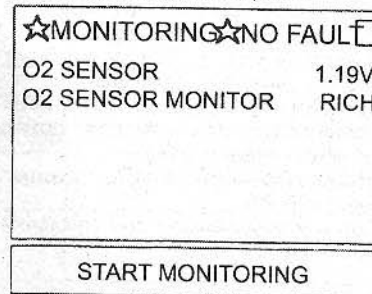 ☆MONITORING☆NO FAULT
O2 SENSOR 1.19V
O2 SENSOR MONITOR RICH
START MONITORING